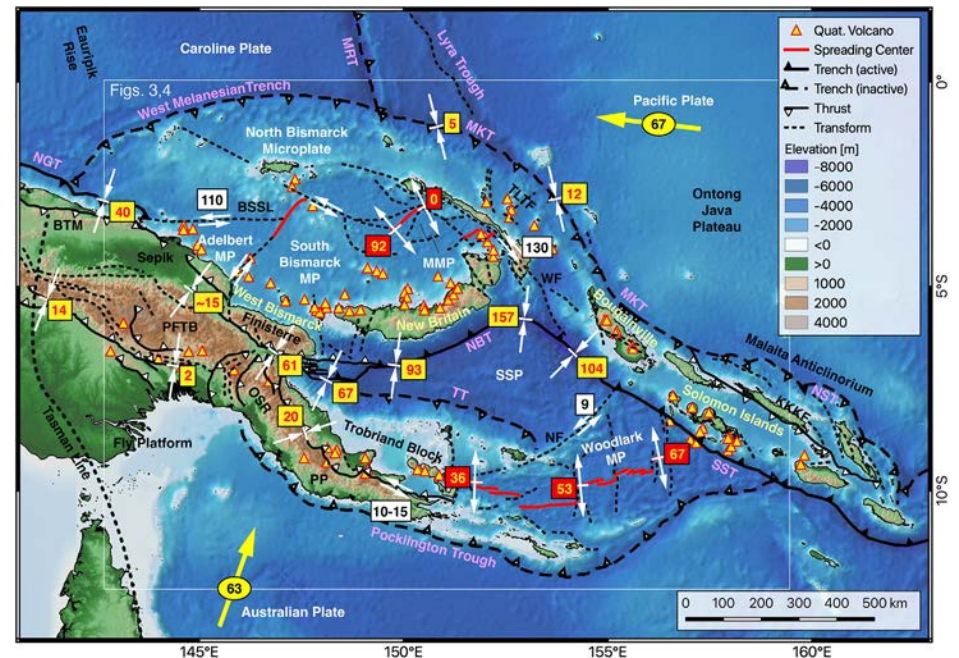 Eauripik
Rise
Caroline Plate
MRT
Lyra Trough
Quat. Volcano
Spreading Center
Trench (active)
Trench (inactive)
Thrust
Transform
Elevation [m]
-8000
-6000
-4000
-2000
<0
>0
1000
2000
4000
0°
Figs. 3,4
West Melanesian Trench
5
MKT
Pacific Plate
67
North Bismarck
Microplate
NGT
40
110
BSSL
0
TLTF
12
Ontong
Java
Plateau
BTM
Sepik
Adelbert
MP
92
South
Bismarck
MP
MMP
130
WF
14
~15
West Bismarck
New Britain
157
Bougainville
MKT
5°S
PFTB
Finisterre
NBT
Malaita Anticlinorium
2
61
67
93
SSP
104
NST
KKKF
Tasman Line
OSR
20
TT
9
Solomon Islands
Fly Platform
Trobriand Block
NF
Woodlark
MP
67
SST
PP
36
53
10-15
10°S
Pocklington Trough
63
Australian Plate
0 100 200 300 400 500 km
145°E 150°E 155°E 160°E